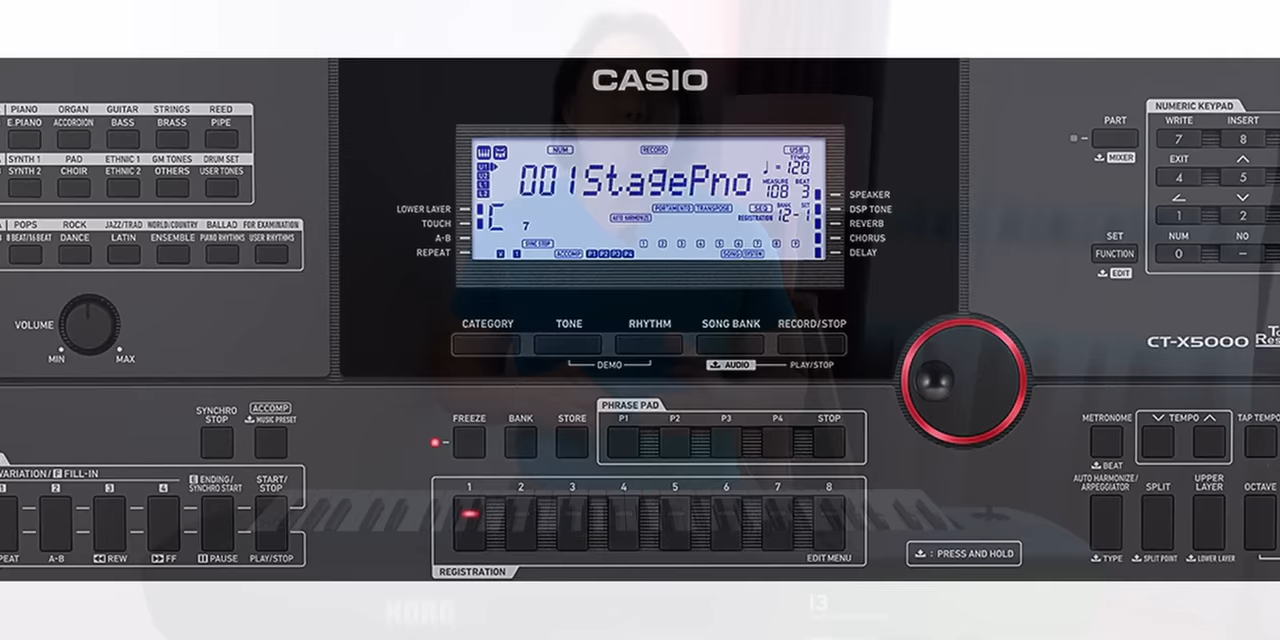 CASIO
PIANO ORGAN GUITAR STRINGS REED
E.PIANO ACCORDION BASS BRASS PIPE
SYNTH 1 PAD ETHNIC 1 GM TONES DRUM SET
SYNTH 2 CHOIR ETHNIC 2 OTHERS USER TONES
POPS ROCK JAZZ/TRAD WORLD/COUNTRY BALLAD FOR EXAMINATION
8 BEAT/16 BEAT DANCE LATIN ENSEMBLE PIANO RHYTHMS USER RHYTHMS
VOLUME
MIN MAX
NUM RECORD USB
TEMPO
001StagePno ♩=120
MEASURE BEAT
108 3
LOWER LAYER
TOUCH
A-B
REPEAT
C 7
PORTAMENTO TRANSPOSE SEQ BANK SET
AUTO HARMONIZE REGISTRATION 12-1
SYNC STOP 1 2 3 4 5 6 7 8 9
ACCOMP P1 P2 P3 P4 SONG SYSTEM
SPEAKER
DSP TONE
REVERB
CHORUS
DELAY
CATEGORY TONE RHYTHM SONG BANK RECORD/STOP
DEMO AUDIO PLAY/STOP
NUMERIC KEYPAD
PART WRITE INSERT
7 8
MIXER
EXIT
4 5
1 2
SET NUM NO
FUNCTION 0 −
EDIT
CT-X5000
SYNCHRO STOP ACCOMP
MUSIC PRESET
FREEZE BANK STORE
PHRASE PAD
P1 P2 P3 P4 STOP
METRONOME TEMPO TAP TEMPO
BEAT
VARIATION/F FILL-IN
1 2 3 4 E ENDING/SYNCHRO START START/STOP
PEAT A-B REW FF PAUSE PLAY/STOP
1 2 3 4 5 6 7 8
EDIT MENU
REGISTRATION
: PRESS AND HOLD
AUTO HARMONIZE/ARPEGGIATOR SPLIT UPPER LAYER OCTAVE
TYPE SPLIT POINT LOWER LAYER
KORG
i3